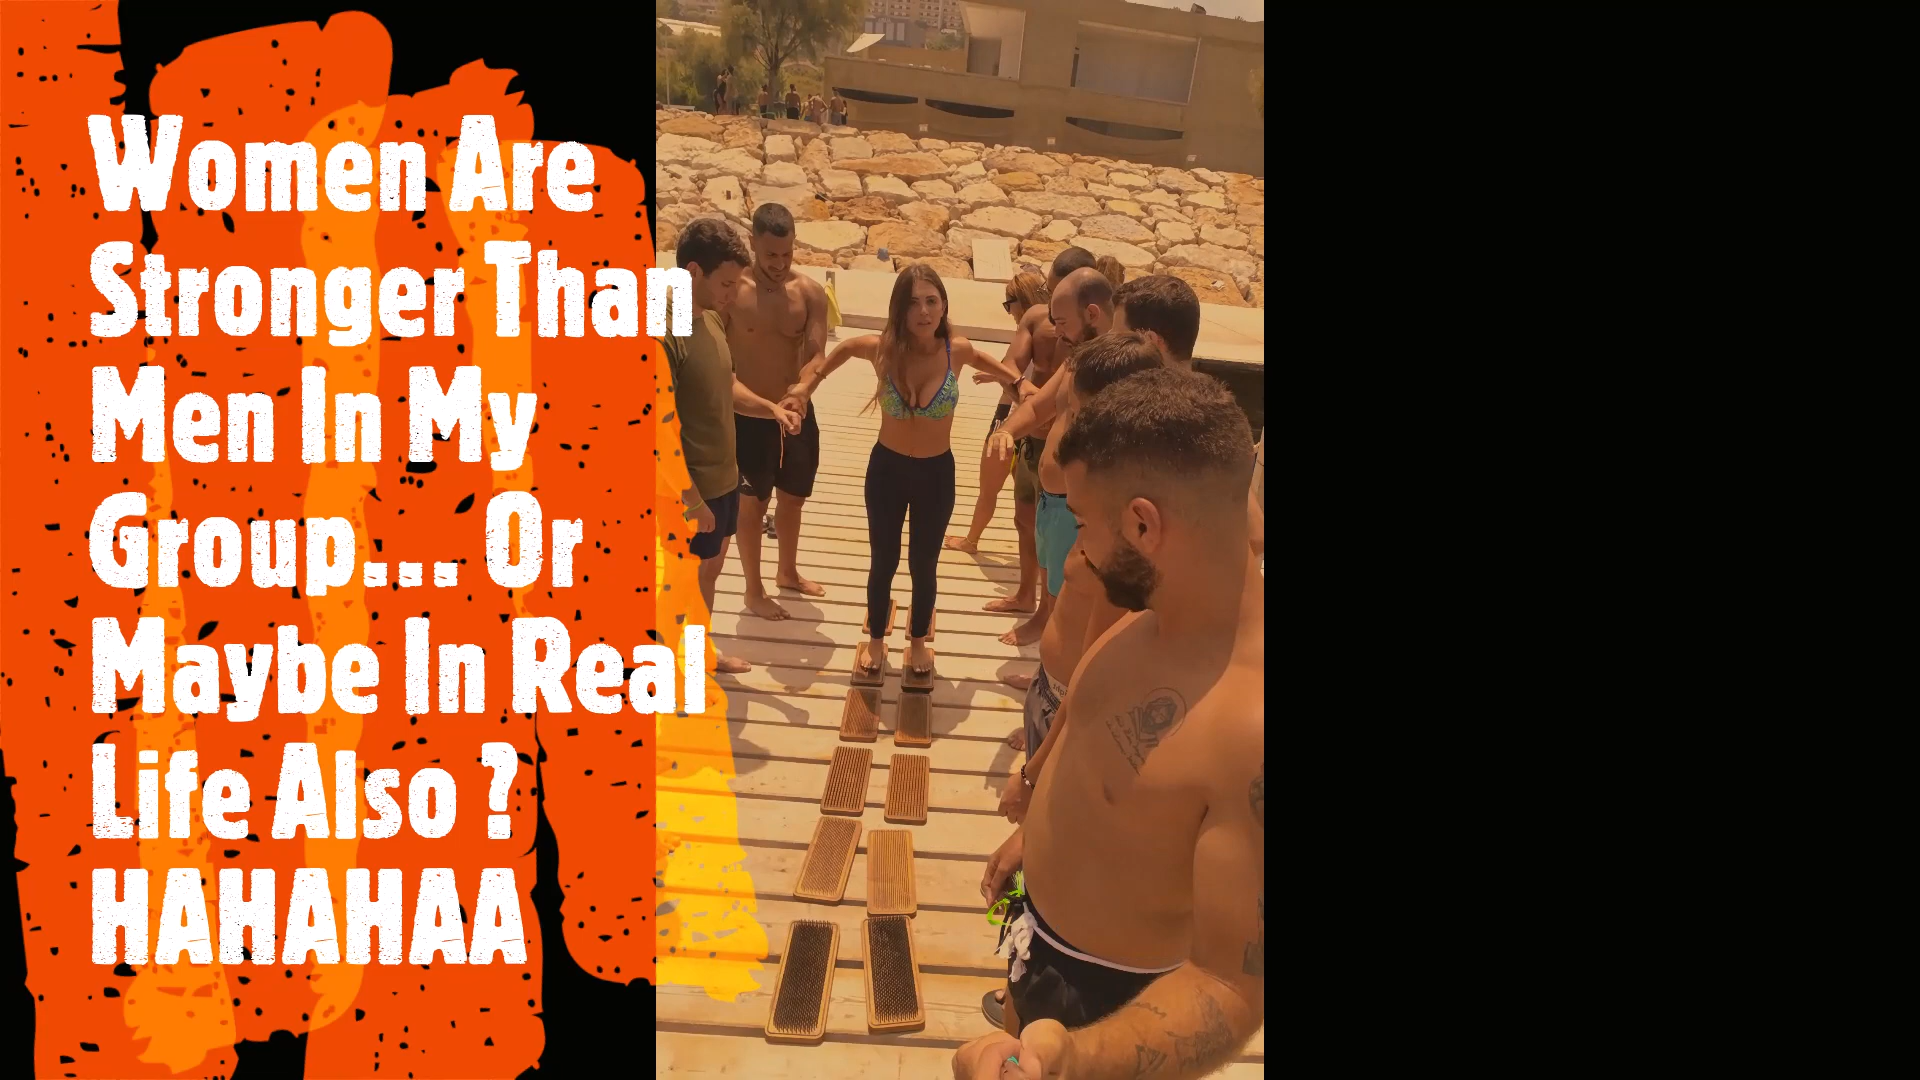 Women Are
Stronger Than
Men In My
Group... Or
Maybe In Real
Life Also ?
HAHAHAA